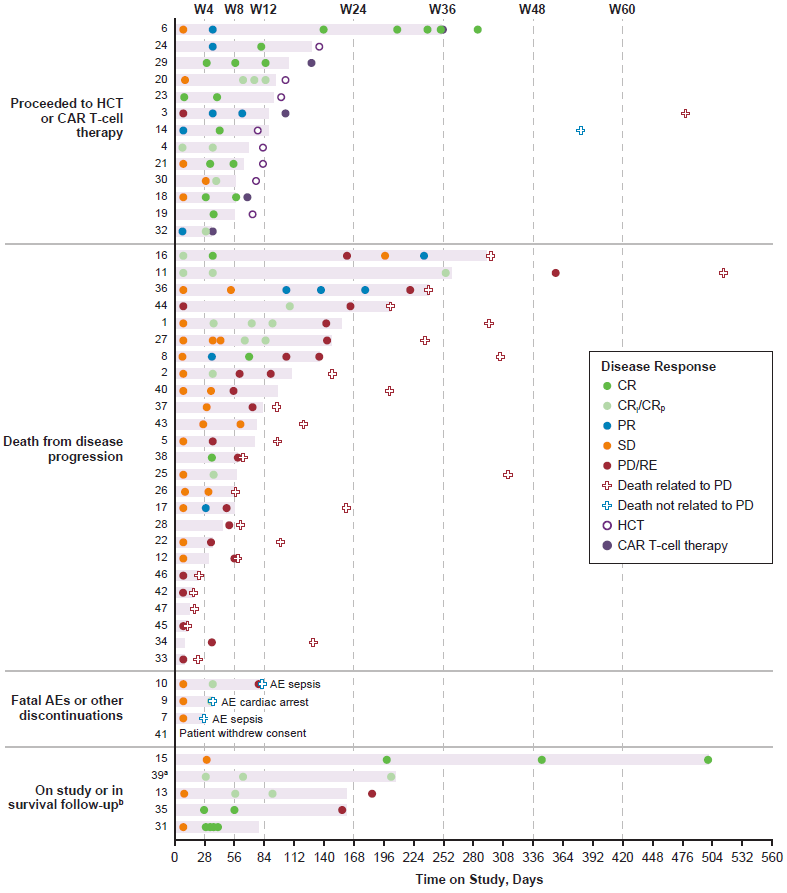 W4 W8 W12 W24 W36 W48 W60
Proceeded to HCT
or CAR T-cell
therapy
6
24
29
20
23
3
14
4
21
30
18
19
32
Death from disease
progression
16
11
36
44
1
27
8
2
40
37
43
5
38
25
26
17
28
22
12
46
42
47
45
34
33
Disease Response
CR
CRi/CRp
PR
SD
PD/RE
Death related to PD
Death not related to PD
HCT
CAR T-cell therapy
Fatal AEs or other
discontinuations
10 AE sepsis
9 AE cardiac arrest
7 AE sepsis
41 Patient withdrew consent
On study or in
survival follow-upᵇ
15
39ᵃ
13
35
31
0 28 56 84 112 140 168 196 224 252 280 308 336 364 392 420 448 476 504 532 560
Time on Study, Days